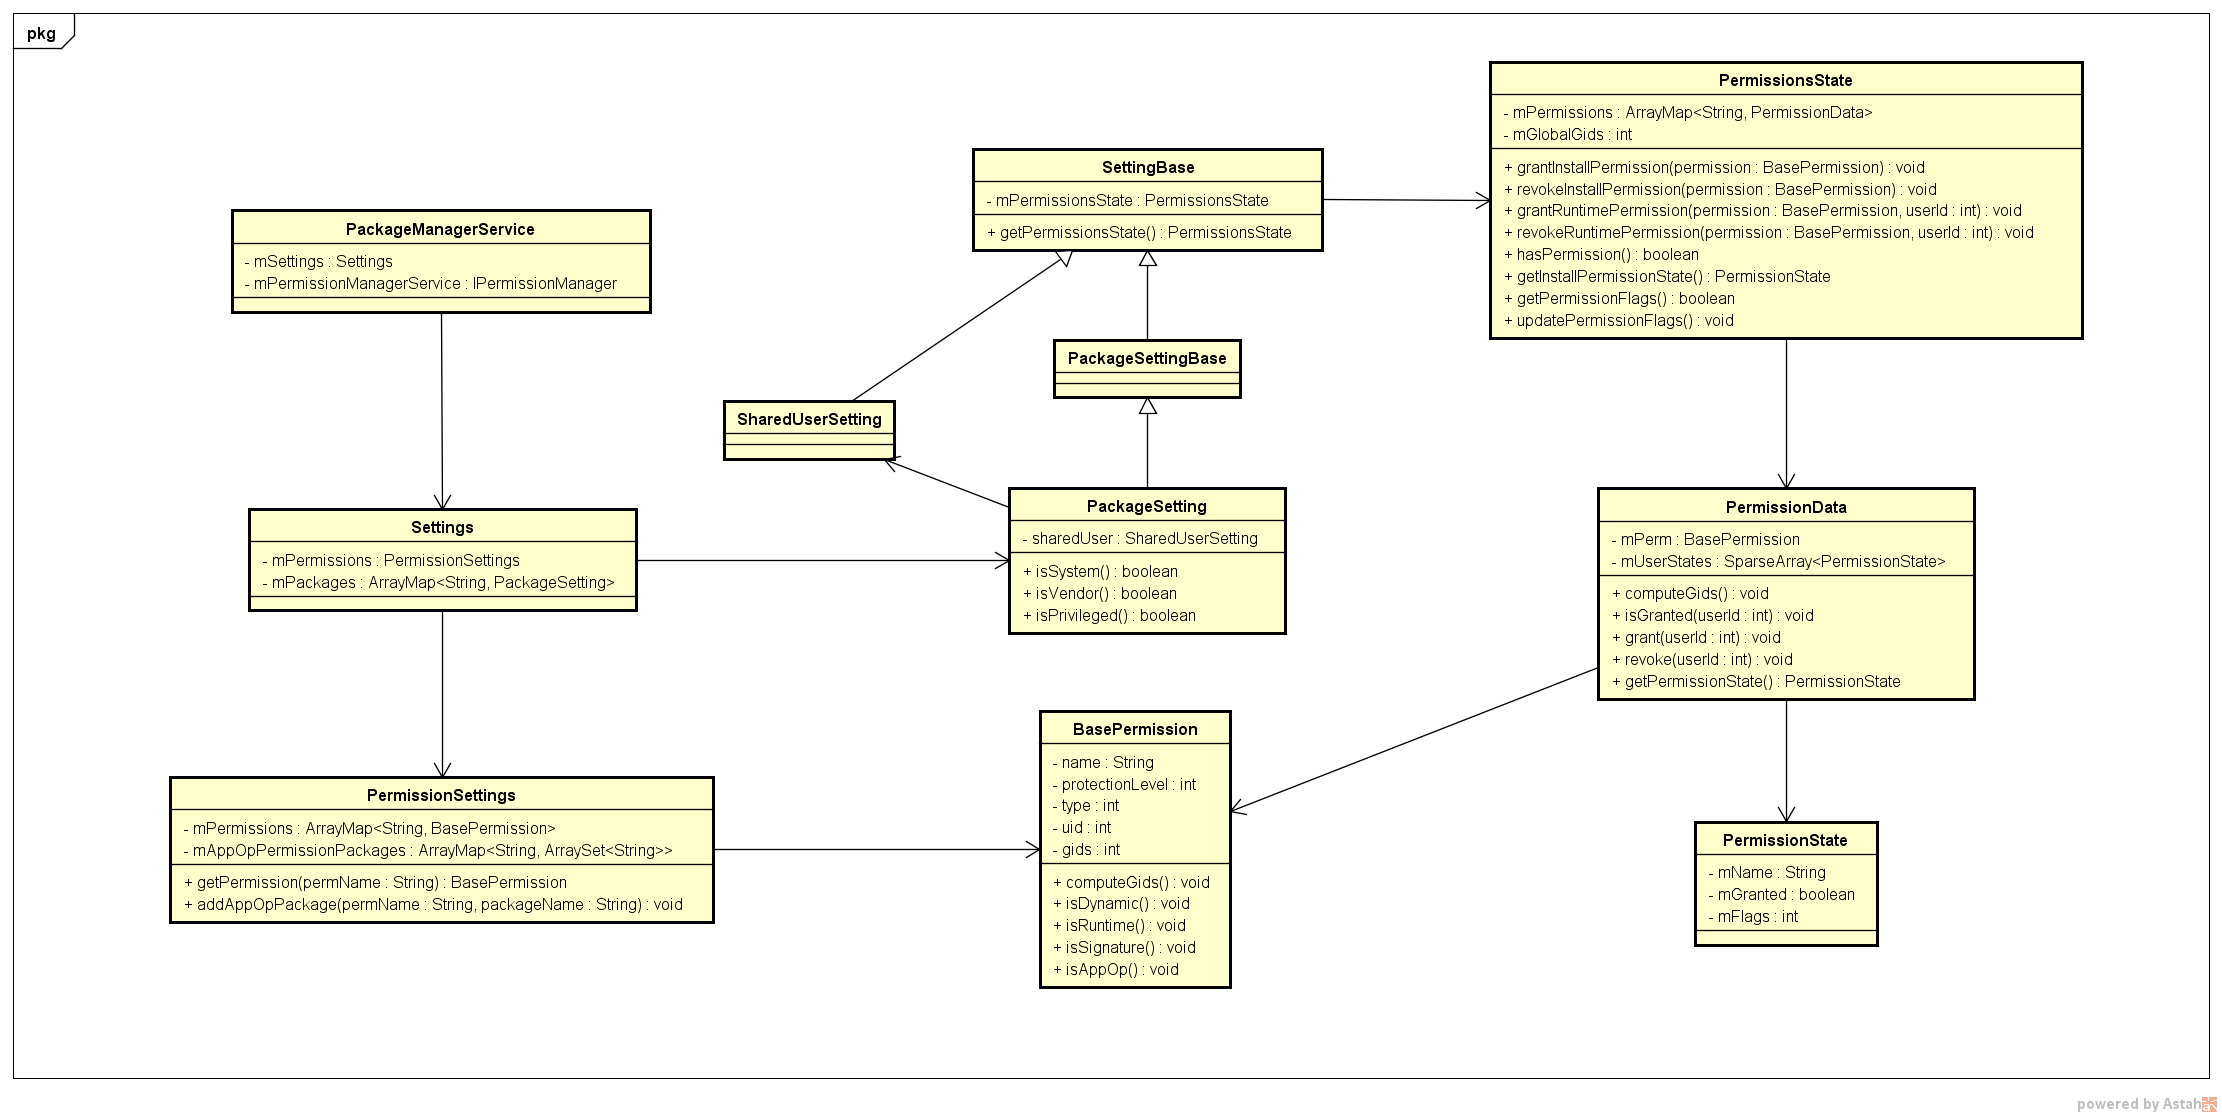 pkg
PermissionsState
- mPermissions : ArrayMap<String, PermissionData>
- mGlobalGids : int
+ grantInstallPermission(permission : BasePermission) : void
+ revokeInstallPermission(permission : BasePermission) : void
+ grantRuntimePermission(permission : BasePermission, userId : int) : void
+ revokeRuntimePermission(permission : BasePermission, userId : int) : void
+ hasPermission() : boolean
+ getInstallPermissionState() : PermissionState
+ getPermissionFlags() : boolean
+ updatePermissionFlags() : void
SettingBase
- mPermissionsState : PermissionsState
+ getPermissionsState() : PermissionsState
PackageManagerService
- mSettings : Settings
- mPermissionManagerService : IPermissionManager
PackageSettingBase
SharedUserSetting
PackageSetting
- sharedUser : SharedUserSetting
+ isSystem() : boolean
+ isVendor() : boolean
+ isPrivileged() : boolean
Settings
- mPermissions : PermissionSettings
- mPackages : ArrayMap<String, PackageSetting>
PermissionData
- mPerm : BasePermission
- mUserStates : SparseArray<PermissionState>
+ computeGids() : void
+ isGranted(userId : int) : void
+ grant(userId : int) : void
+ revoke(userId : int) : void
+ getPermissionState() : PermissionState
BasePermission
- name : String
- protectionLevel : int
- type : int
- uid : int
- gids : int
+ computeGids() : void
+ isDynamic() : void
+ isRuntime() : void
+ isSignature() : void
+ isAppOp() : void
PermissionSettings
- mPermissions : ArrayMap<String, BasePermission>
- mAppOpPermissionPackages : ArrayMap<String, ArraySet<String>>
+ getPermission(permName : String) : BasePermission
+ addAppOpPackage(permName : String, packageName : String) : void
PermissionState
- mName : String
- mGranted : boolean
- mFlags : int
powered by Astah